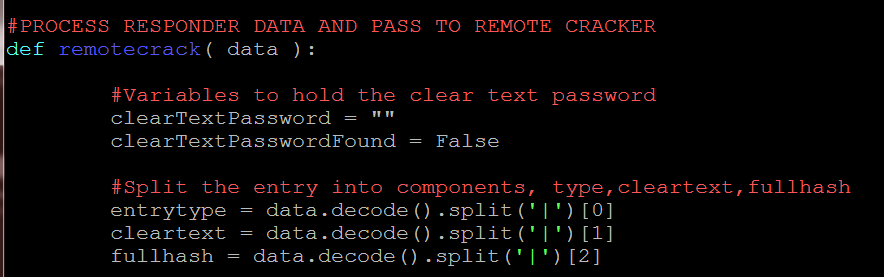 #PROCESS RESPONDER DATA AND PASS TO REMOTE CRACKER
def remotecrack( data ):
#Variables to hold the clear text password
clearTextPassword = ""
clearTextPasswordFound = False
#Split the entry into components, type,cleartext,fullhash
entrytype = data.decode().split('|')[0]
cleartext = data.decode().split('|')[1]
fullhash = data.decode().split('|')[2]